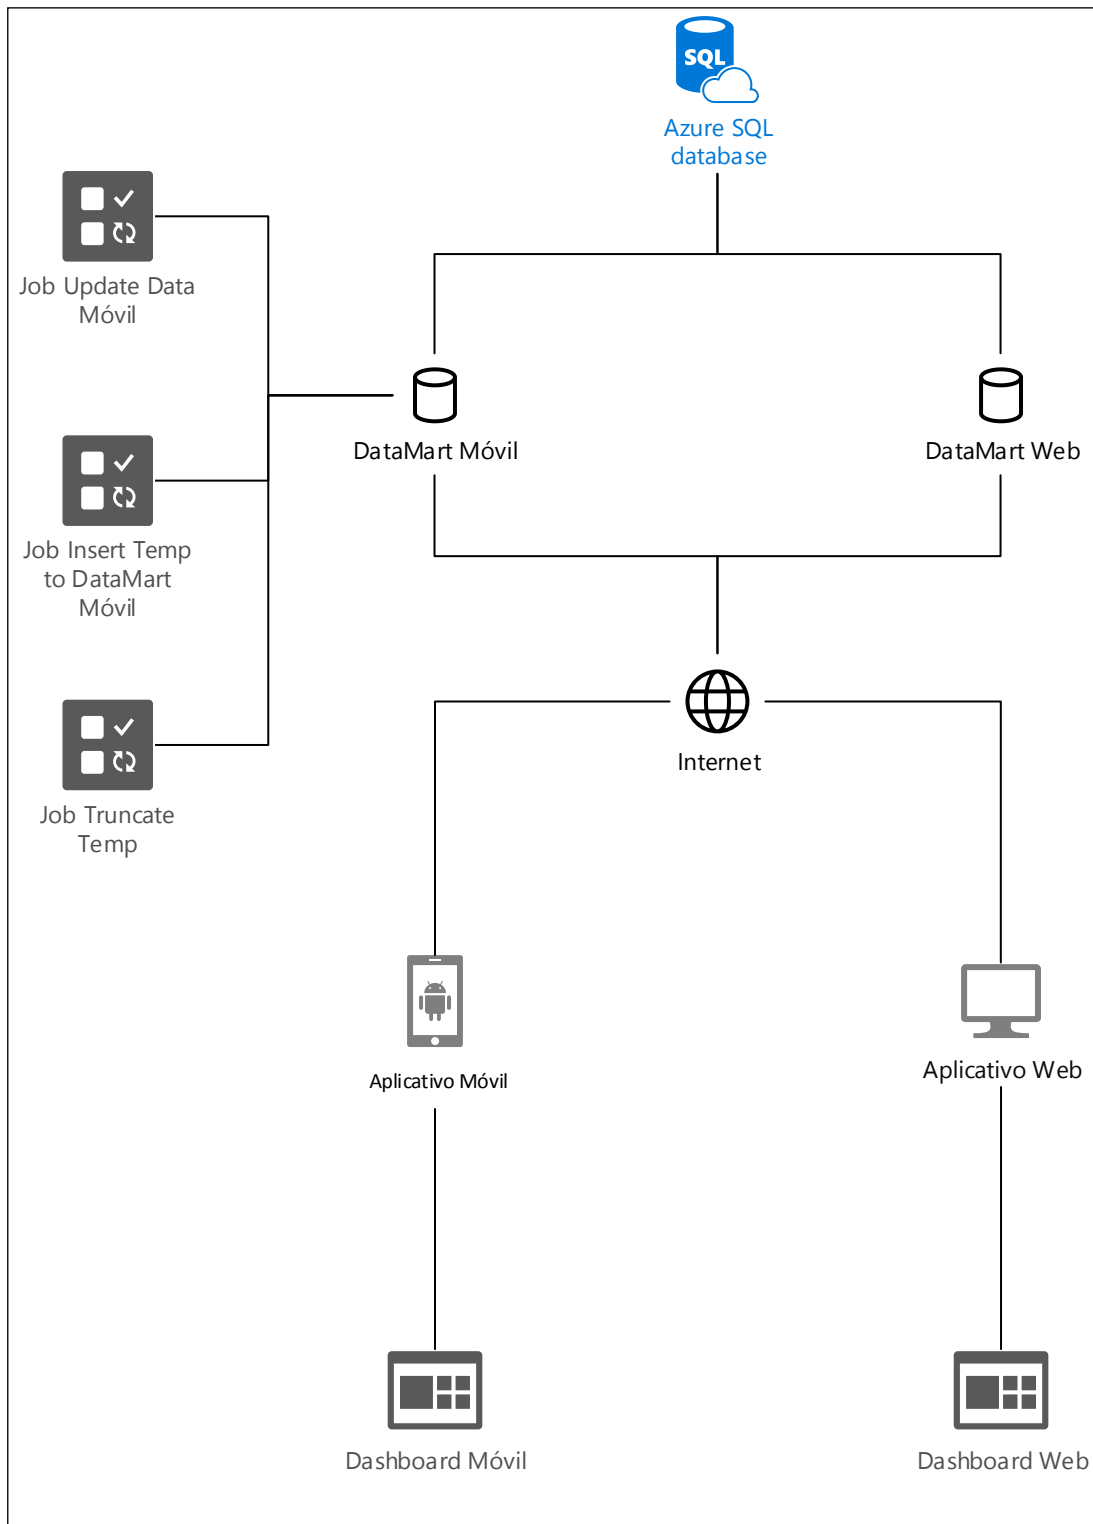 SQL
Azure SQL
database
Job Update Data
Móvil
DataMart Móvil
DataMart Web
Job Insert Temp
to DataMart
Móvil
Internet
Job Truncate
Temp
Aplicativo Móvil
Aplicativo Web
Dashboard Móvil
Dashboard Web